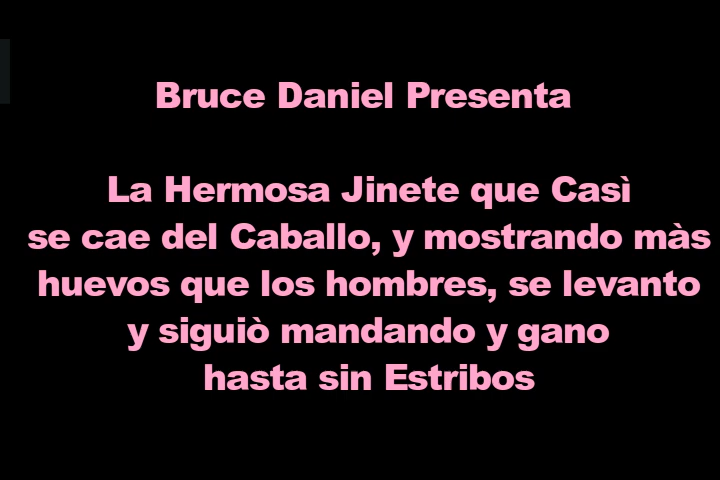 Bruce Daniel Presenta
La Hermosa Jinete que Casì
se cae del Caballo, y mostrando màs
huevos que los hombres, se levanto
y siguiò mandando y gano
hasta sin Estribos